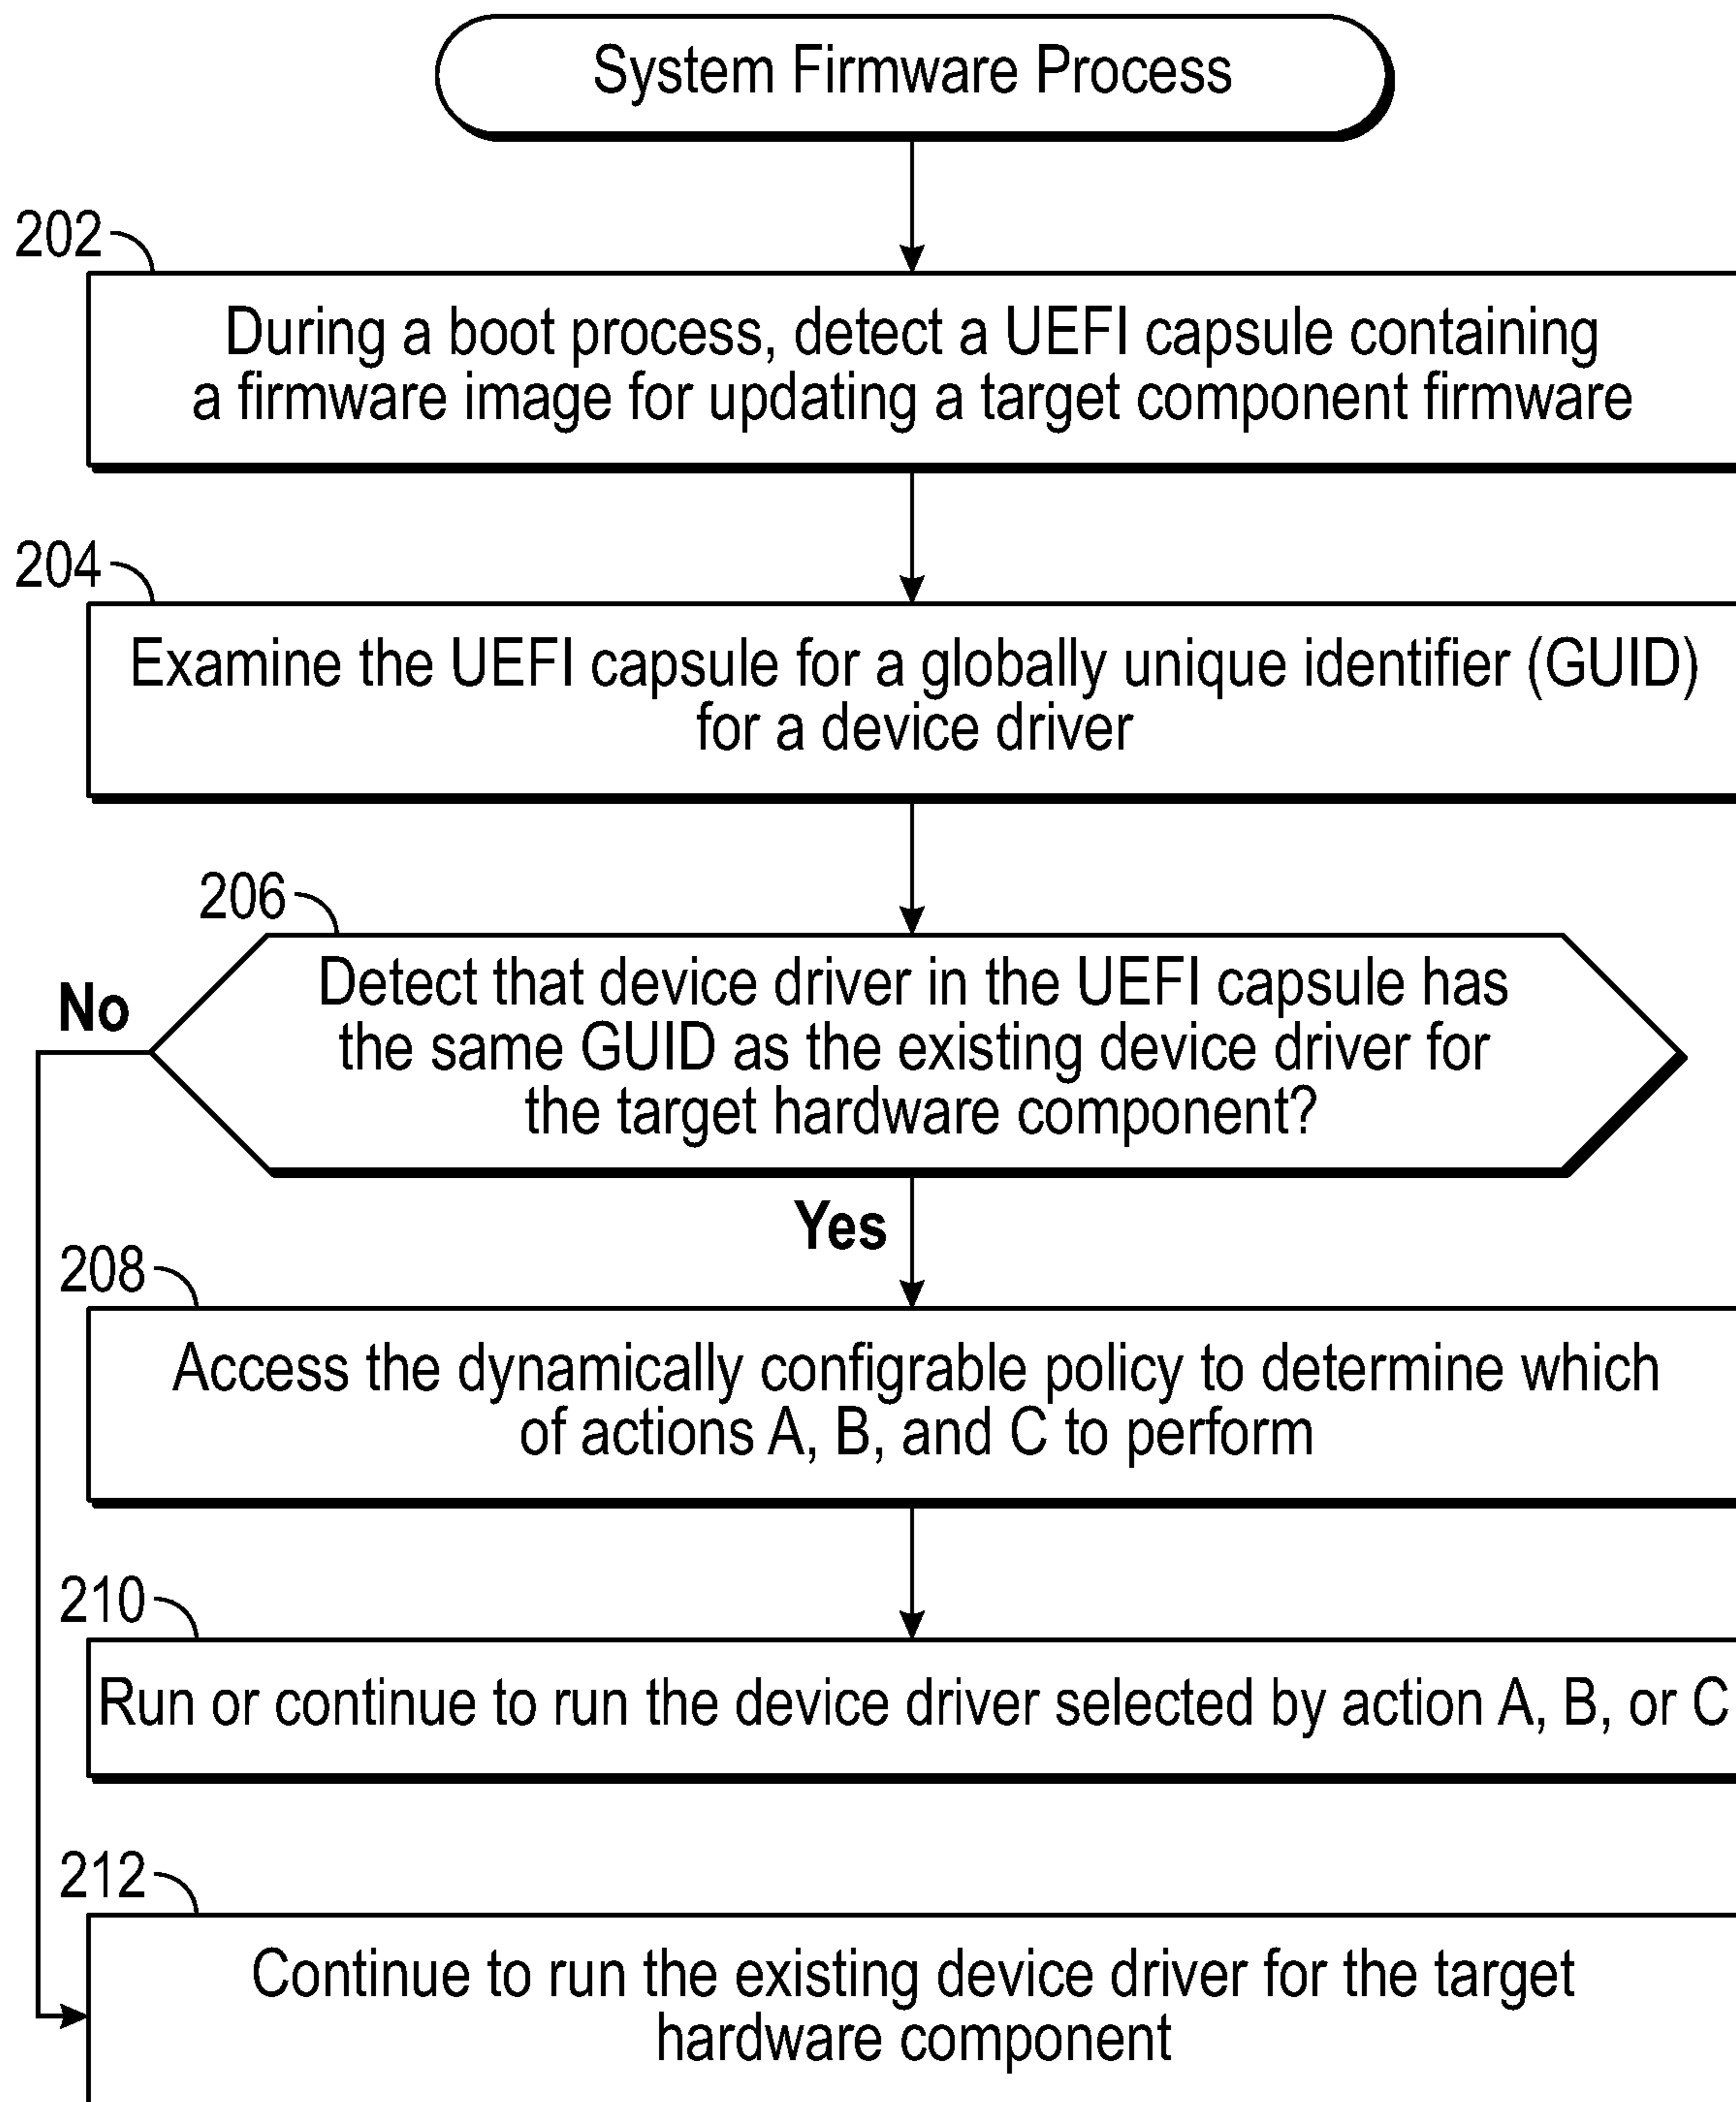 System Firmware Process
202
During a boot process, detect a UEFI capsule containing
a firmware image for updating a target component firmware
204
Examine the UEFI capsule for a globally unique identifier (GUID)
for a device driver
206
No
Detect that device driver in the UEFI capsule has
the same GUID as the existing device driver for
the target hardware component?
Yes
208
Access the dynamically configrable policy to determine which
of actions A, B, and C to perform
210
Run or continue to run the device driver selected by action A, B, or C
212
Continue to run the existing device driver for the target
hardware component